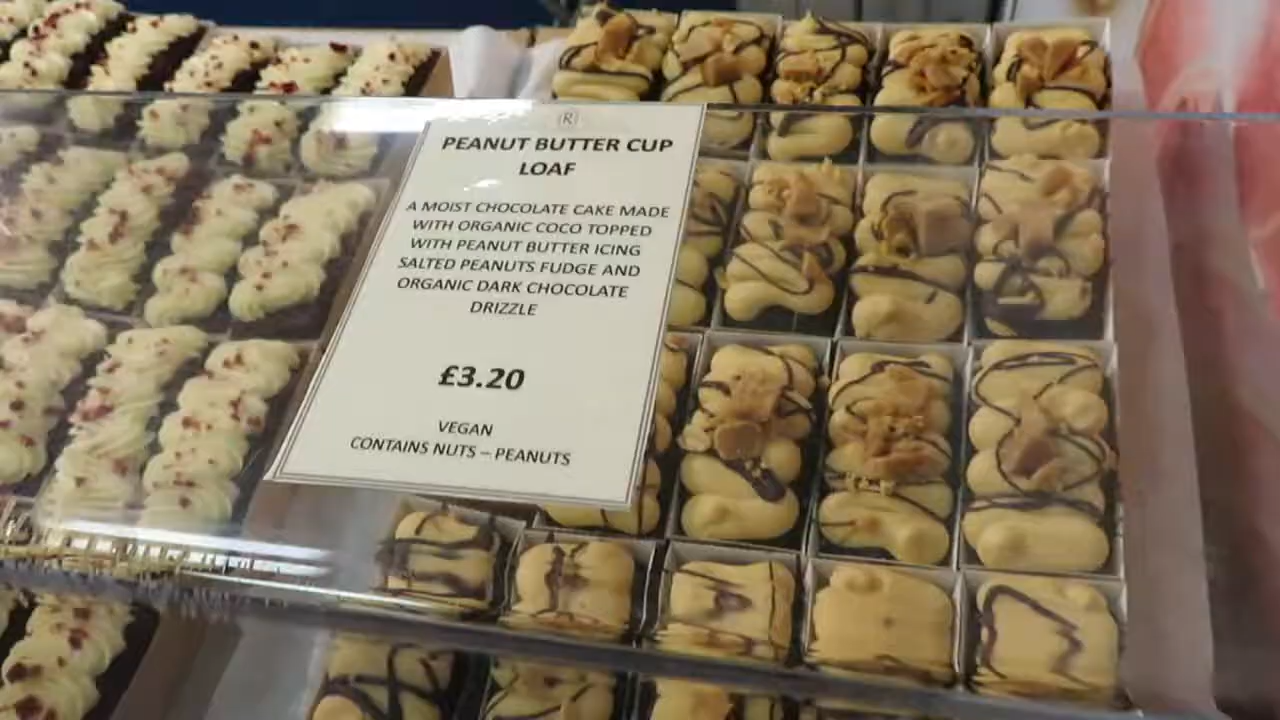 R
PEANUT BUTTER CUP
LOAF
A MOIST CHOCOLATE CAKE MADE
WITH ORGANIC COCO TOPPED
WITH PEANUT BUTTER ICING
SALTED PEANUTS FUDGE AND
ORGANIC DARK CHOCOLATE
DRIZZLE
£3.20
VEGAN
CONTAINS NUTS – PEANUTS